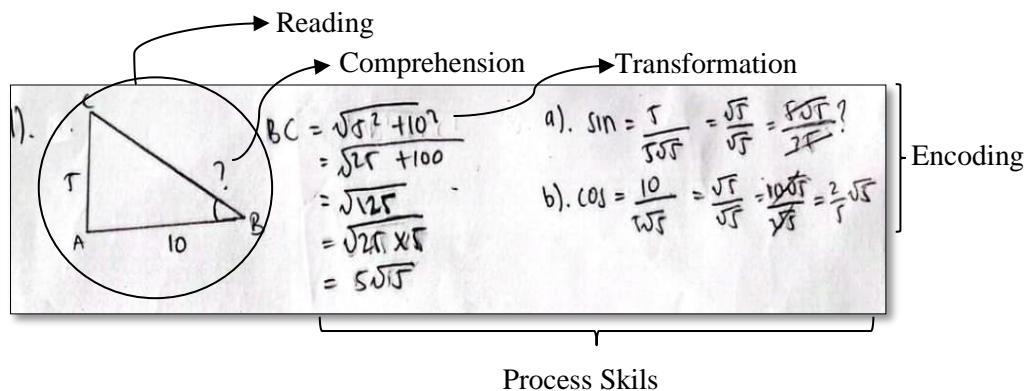 Reading
Comprehension
Transformation
1).
C
5
?
A
10
B
BC = √5² + 10²
= √25 + 100
= √125
= √25 × 5
= 5√5
a). sin = 5/5√5 = √5/√5 = 5√5/25 ?
b). cos = 10/5√5 = √5/√5 = 10√5/25 = 2/5 √5
Encoding
Process Skils